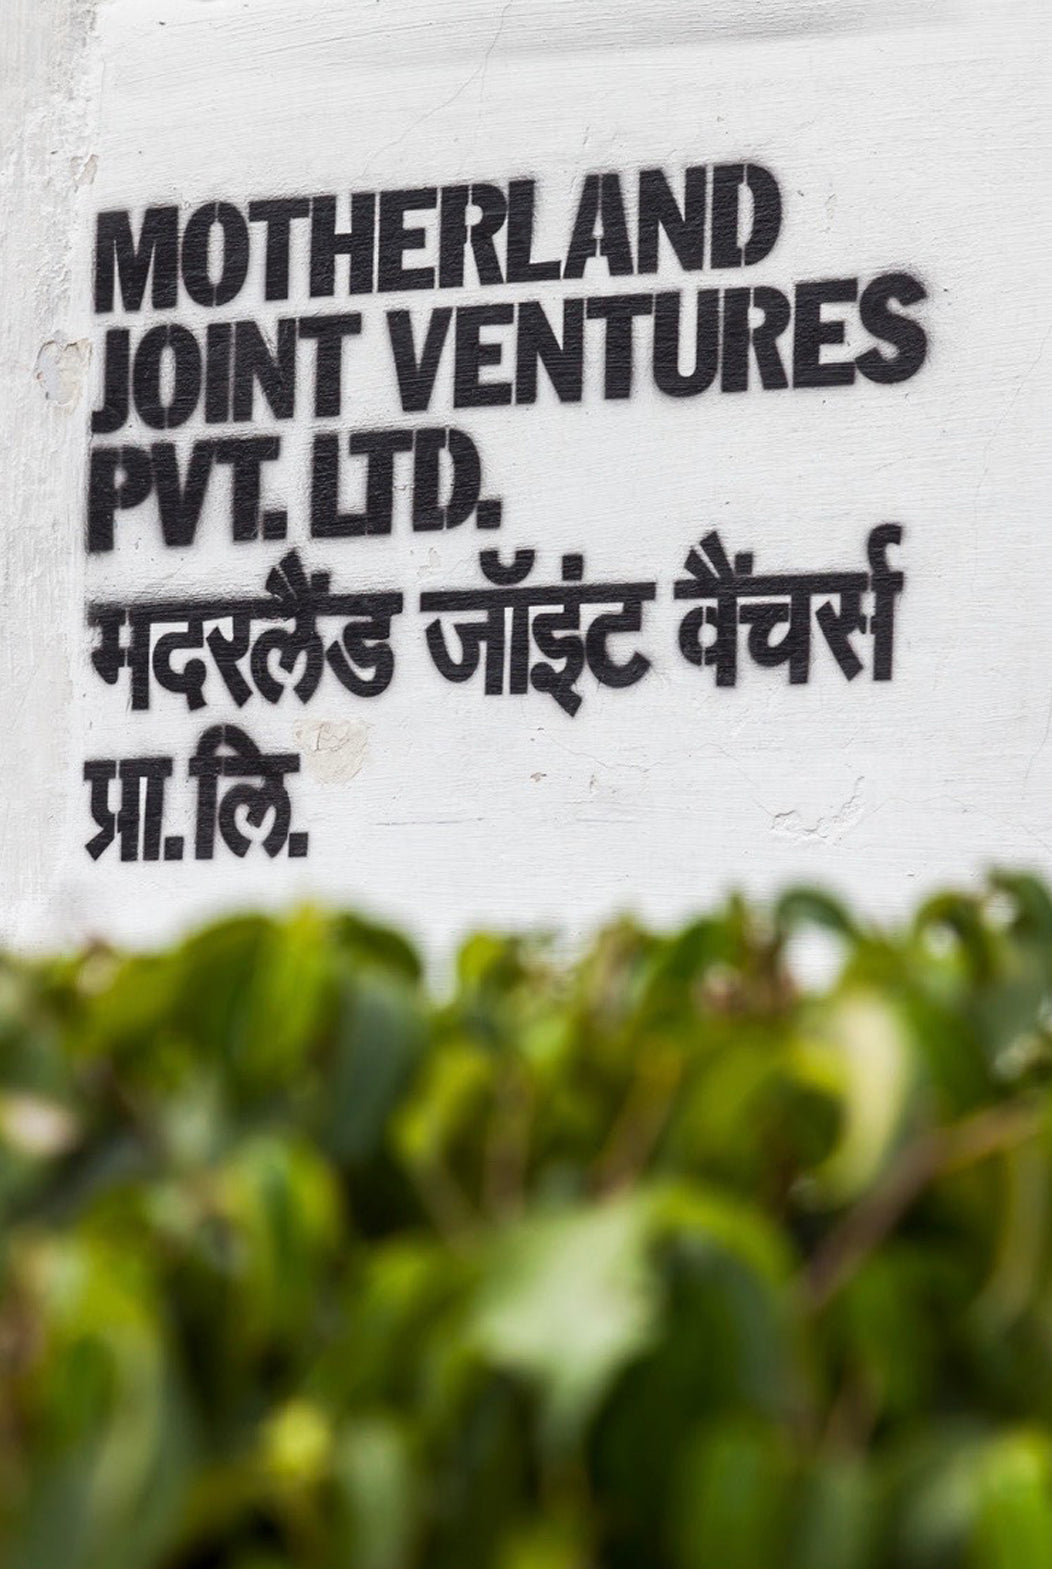 MOTHERLAND
JOINT VENTURES
PVT. LTD.
मदरलैंड जॉइंट वैंचर्स
प्रा.लि.